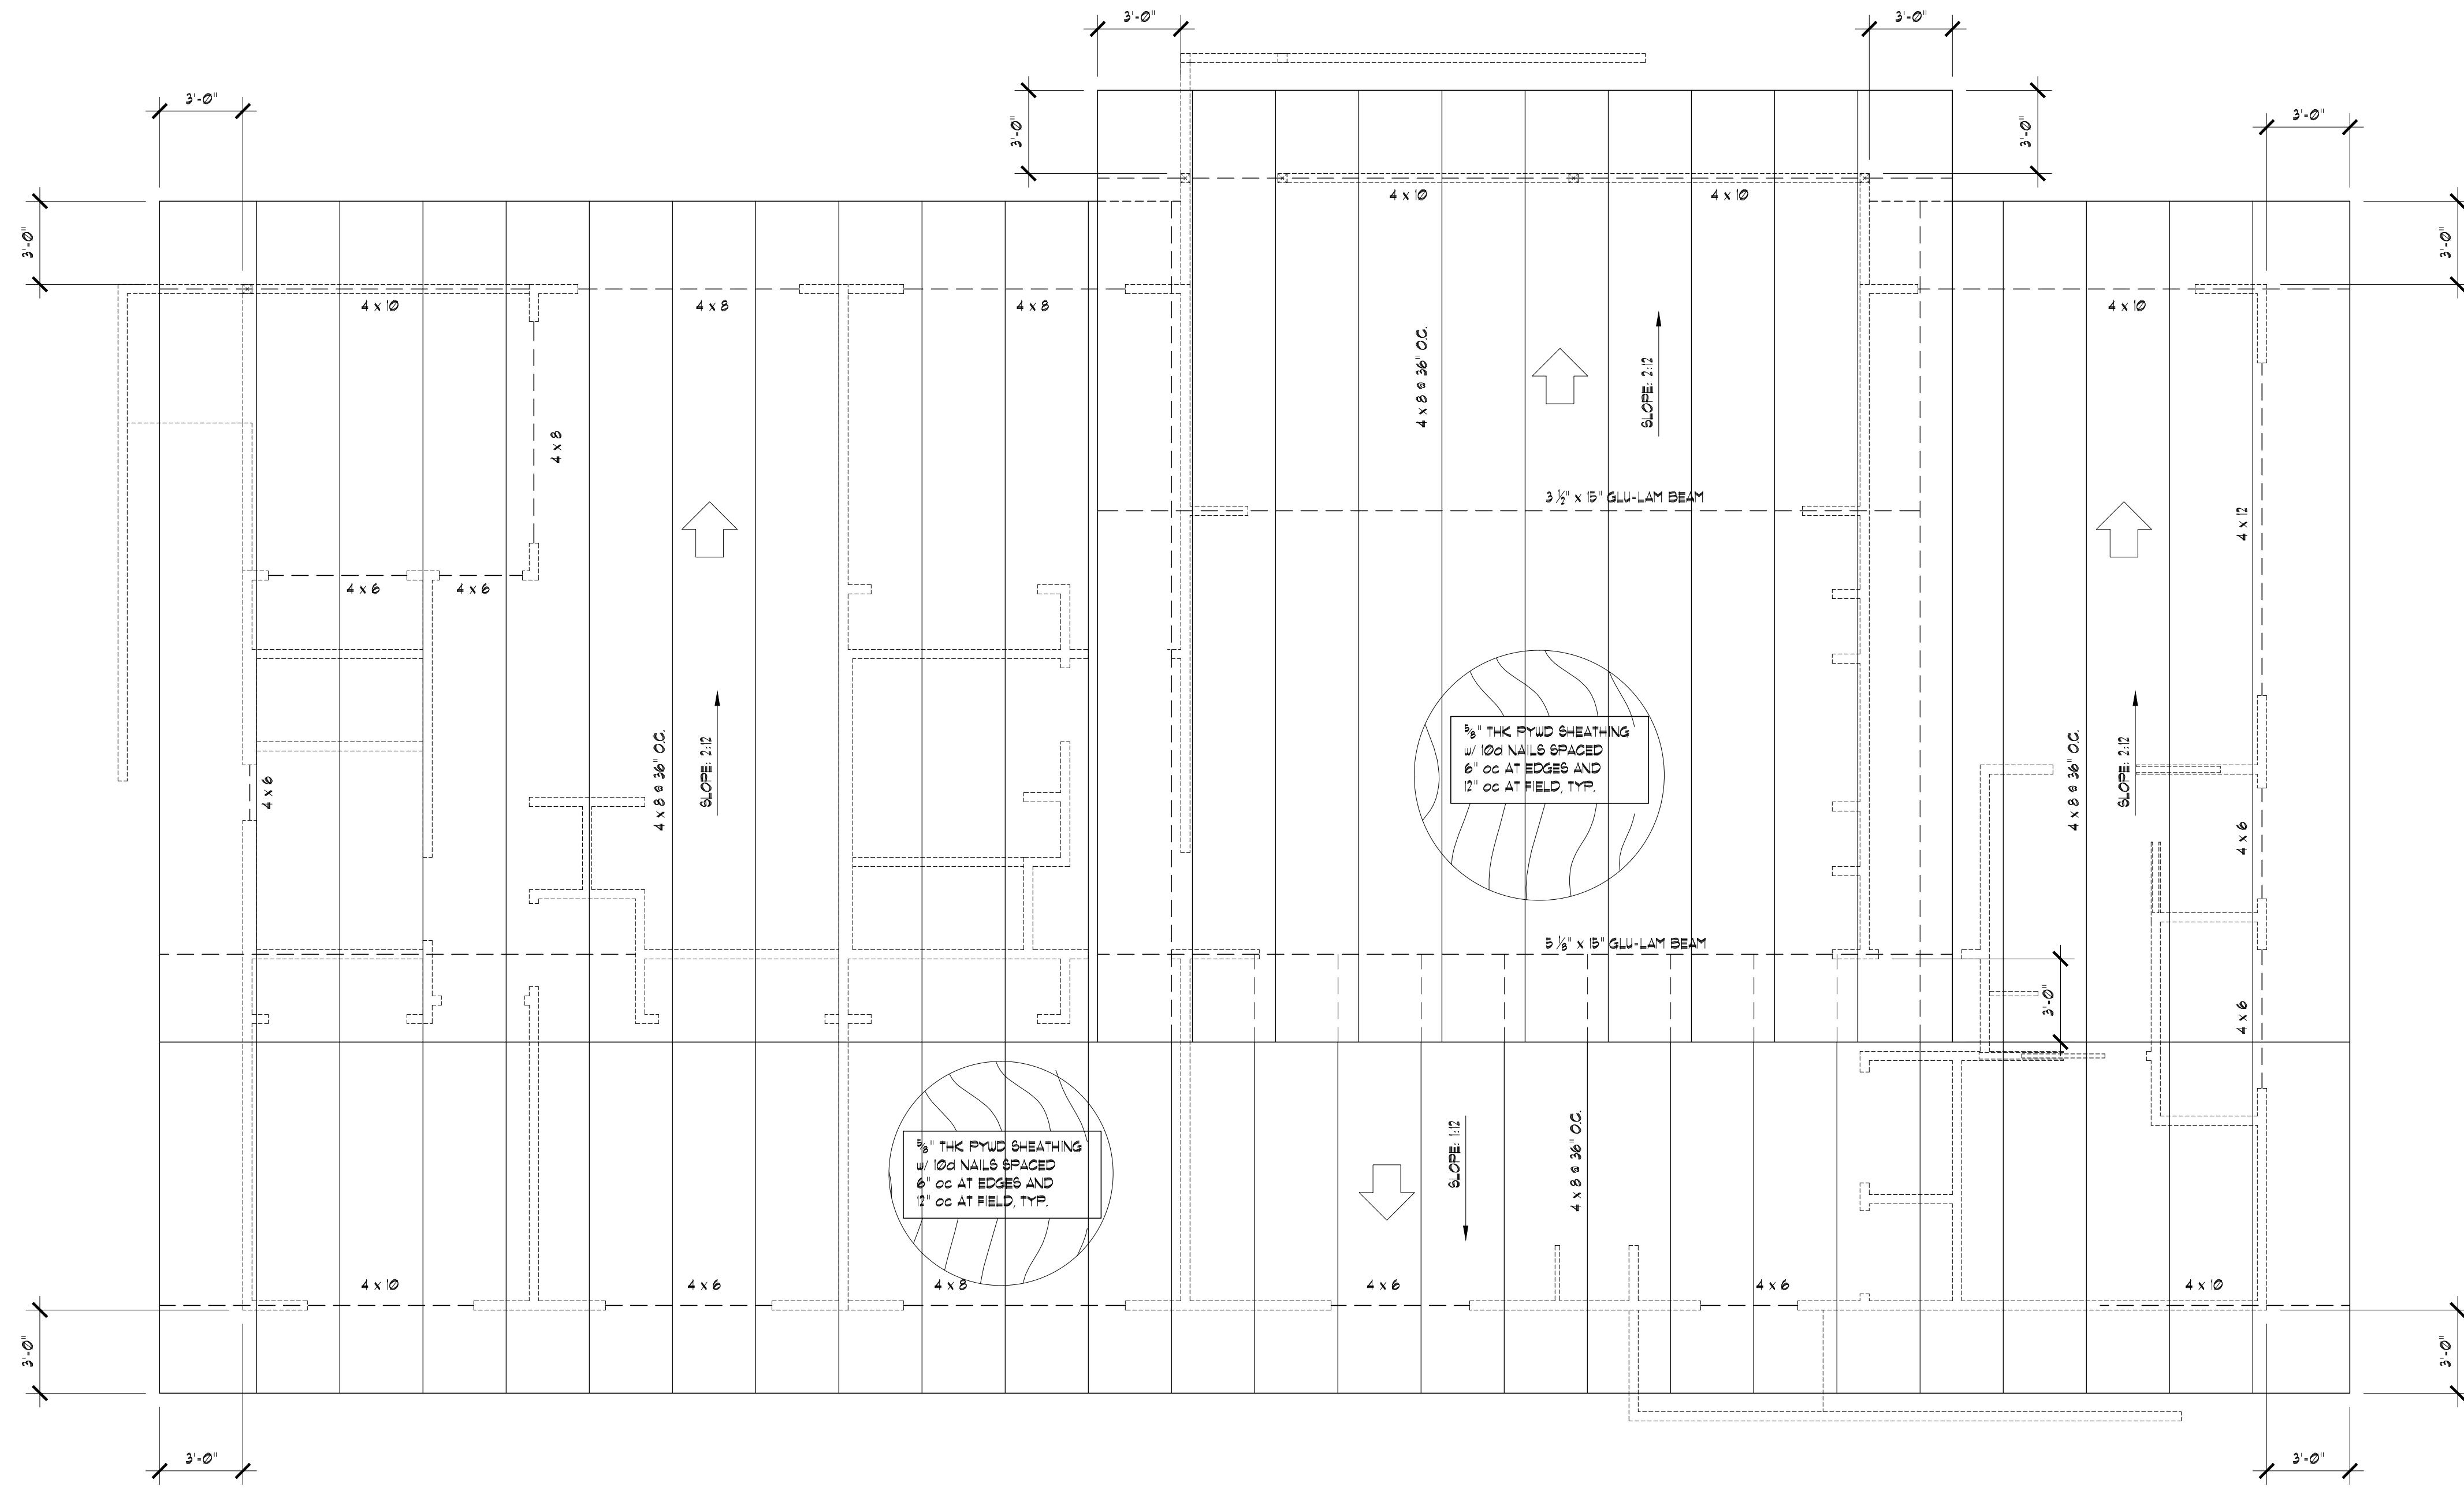 3'-0"
3'-0"
3'-0"
3'-0"
3'-0"
3'-0"
3'-0"
3'-0"
3'-0"
4 x 10
4 x 10
4 x 10
4 x 8
4 x 8
4 x 10
4 x 8 @ 36" O.C.
SLOPE: 2:12
4 x 8
3 ½" x 15" GLU-LAM BEAM
4 x 12
4 x 6
4 x 6
4 x 6
4 x 8 @ 36" O.C.
SLOPE: 2:12
⅝" THK PYWD SHEATHING
w/ 10d NAILS SPACED
6" oc AT EDGES AND
12" oc AT FIELD, TYP.
4 x 8 @ 36" O.C.
SLOPE: 2:12
4 x 6
5 ⅛" x 15" GLU-LAM BEAM
3'-0"
4 x 6
⅝" THK PYWD SHEATHING
w/ 10d NAILS SPACED
6" oc AT EDGES AND
12" oc AT FIELD, TYP.
SLOPE: 1:12
4 x 8 @ 36" O.C.
4 x 10
4 x 6
4 x 8
4 x 6
4 x 6
4 x 10
3'-0"
3'-0"
3'-0"
3'-0"